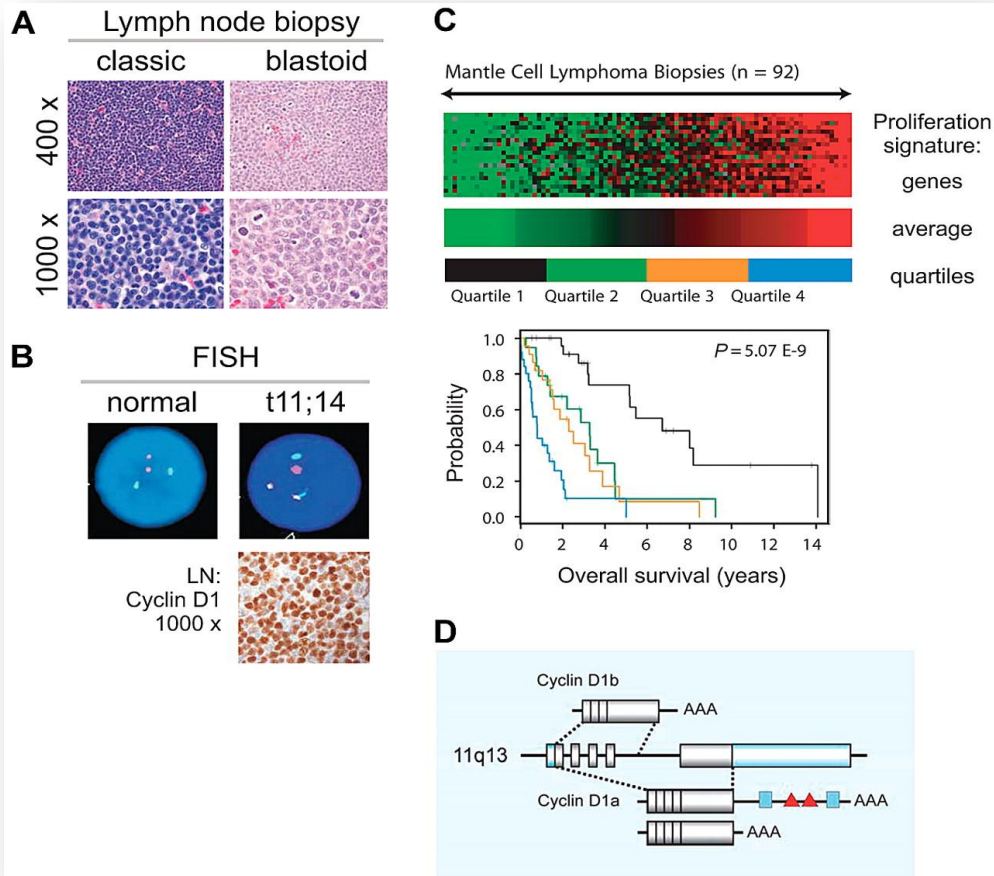 A
Lymph node biopsy
classic
blastoid
400 x
1000 x
B
FISH
normal
t11;14
LN:
Cyclin D1
1000 x
C
Mantle Cell Lymphoma Biopsies (n = 92)
Proliferation
signature:
genes
average
quartiles
Quartile 1
Quartile 2
Quartile 3
Quartile 4
P = 5.07 E-9
Probability
1.0
0.8
0.6
0.4
0.2
0.0
0
2
4
6
8
10
12
14
Overall survival (years)
D
Cyclin D1b
AAA
11q13
Cyclin D1a
AAA
AAA